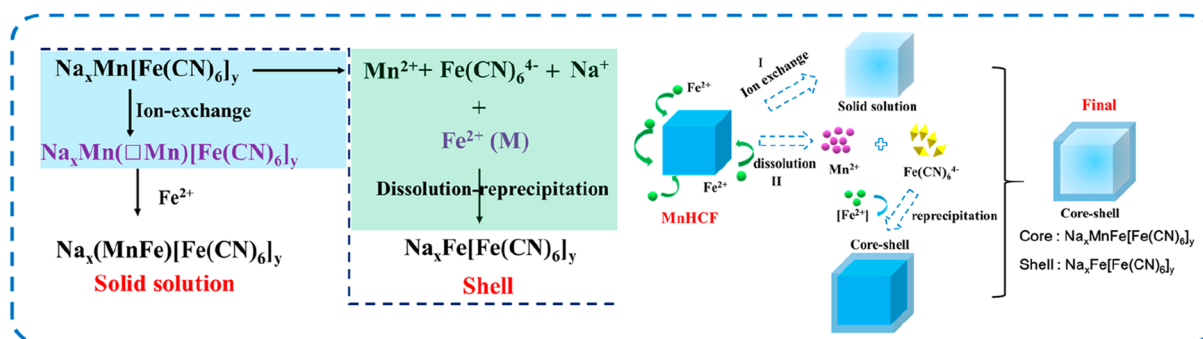 NaₓMn[Fe(CN)₆]ᵧ
Ion-exchange
NaₓMn(□Mn)[Fe(CN)₆]ᵧ
Fe²⁺
Naₓ(MnFe)[Fe(CN)₆]ᵧ
Solid solution
Mn²⁺+ Fe(CN)₆⁴⁻ + Na⁺
+
Fe²⁺ (M)
Dissolution-reprecipitation
NaₓFe[Fe(CN)₆]ᵧ
Shell
Fe²⁺
Fe²⁺
MnHCF
I
Ion exchange
Solid solution
dissolution
II
Mn²⁺
Fe(CN)₆⁴⁻
[Fe²⁺]
reprecipitation
Core-shell
Final
Core-shell
Core : NaₓMnFe[Fe(CN)₆]ᵧ
Shell : NaₓFe[Fe(CN)₆]ᵧ